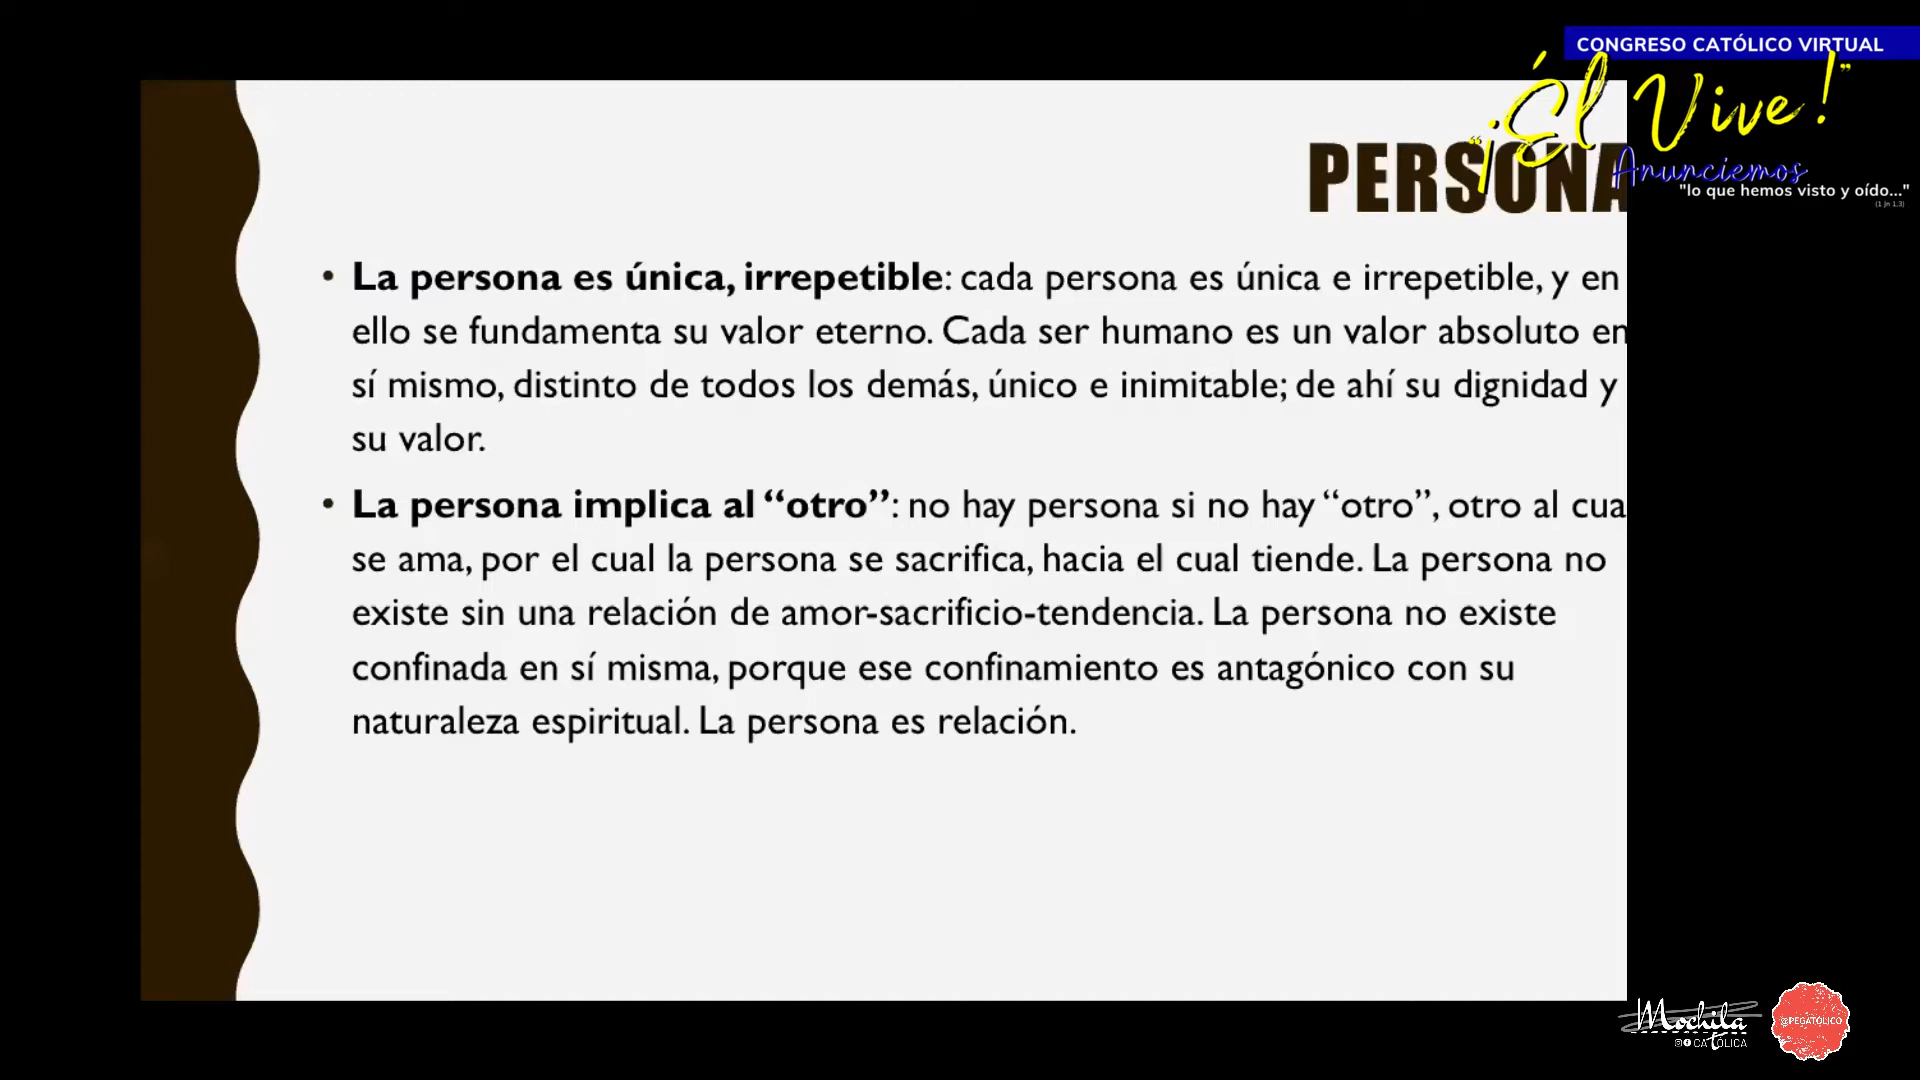 CONGRESO CATÓLICO VIRTUAL
"¡Él Vive!"
Anunciemos
"lo que hemos visto y oído..."
(1 Jn 1,3)
PERSONA
• La persona es única, irrepetible: cada persona es única e irrepetible, y en
ello se fundamenta su valor eterno. Cada ser humano es un valor absoluto en
sí mismo, distinto de todos los demás, único e inimitable; de ahí su dignidad y
su valor.
• La persona implica al “otro”: no hay persona si no hay “otro”, otro al cua
se ama, por el cual la persona se sacrifica, hacia el cual tiende. La persona no
existe sin una relación de amor-sacrificio-tendencia. La persona no existe
confinada en sí misma, porque ese confinamiento es antagónico con su
naturaleza espiritual. La persona es relación.
Mochila
CATÓLICA
@PEGATÓLICO